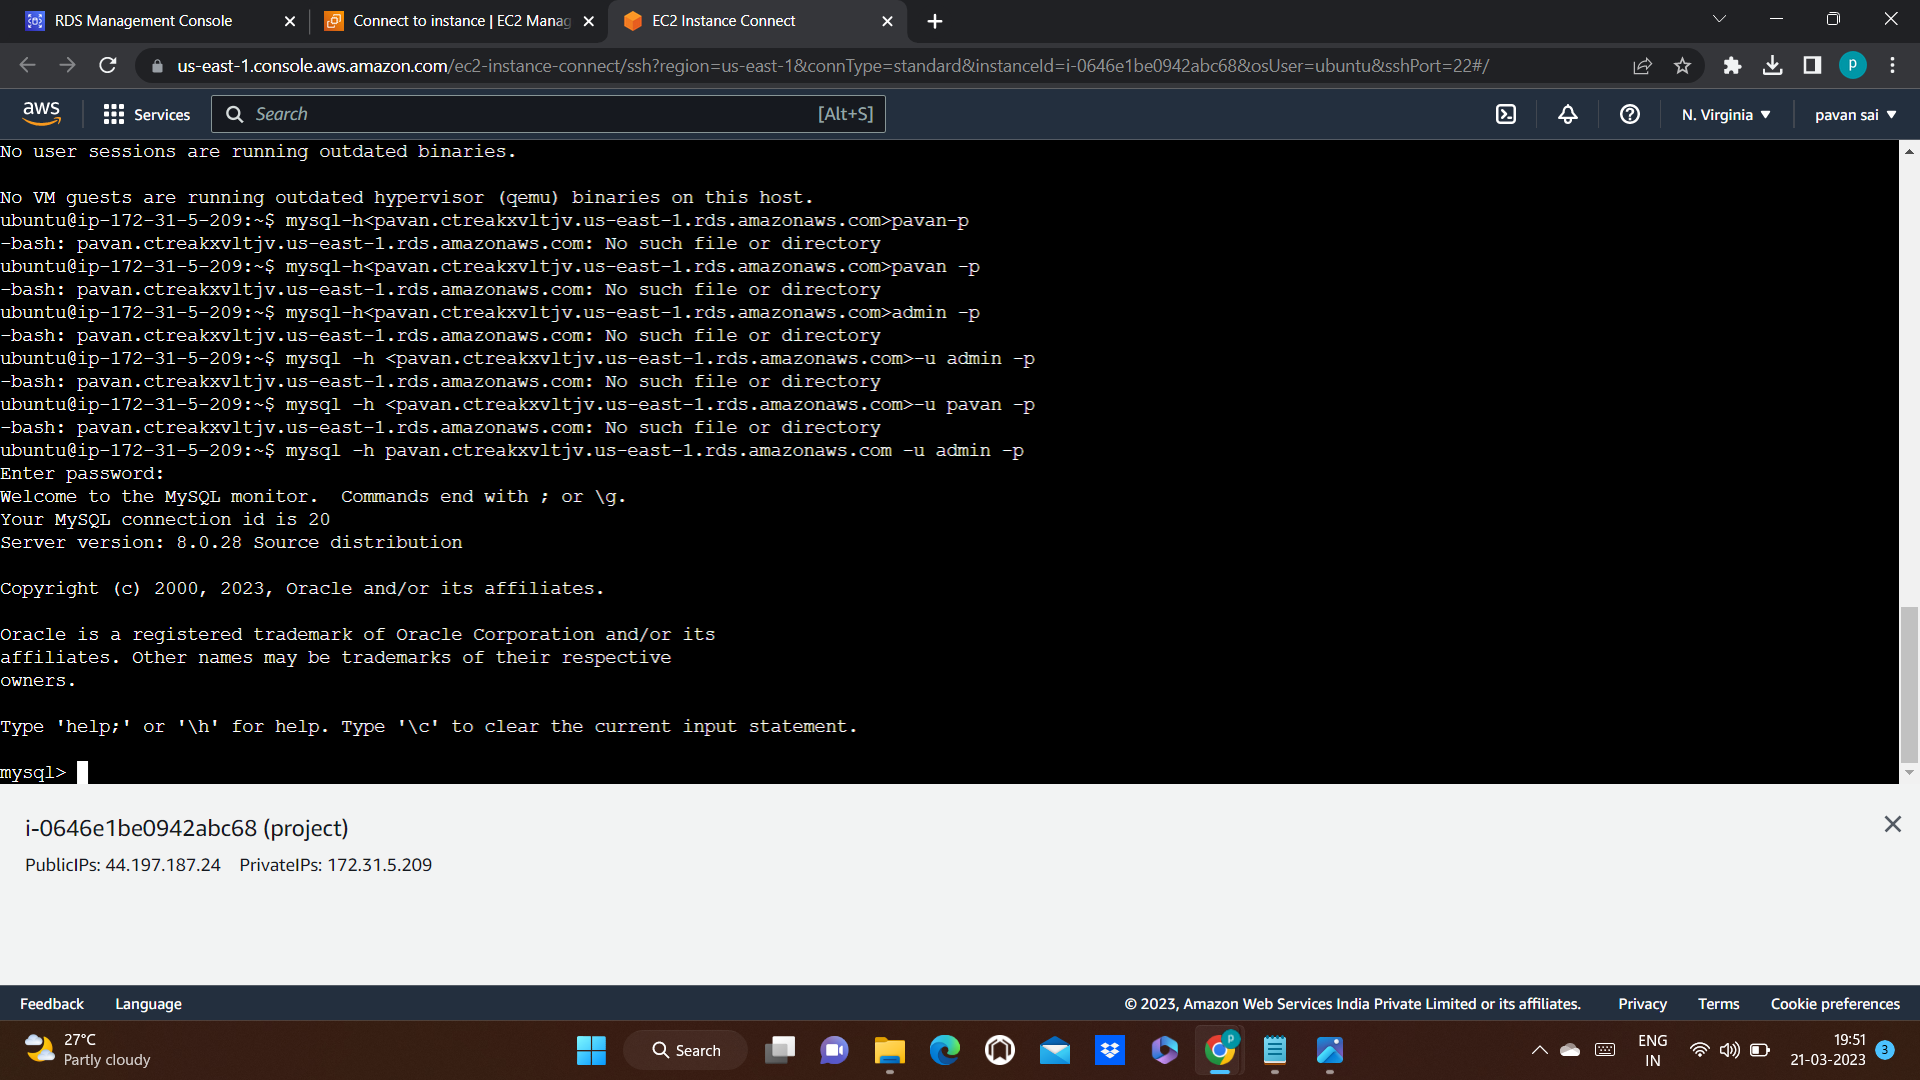 RDS Management Console
Connect to instance | EC2 Manag
EC2 Instance Connect
us-east-1.console.aws.amazon.com/ec2-instance-connect/ssh?region=us-east-1&connType=standard&instanceId=i-0646e1be0942abc68&osUser=ubuntu&sshPort=22#/
P
aws
Services
Search
[Alt+S]
N. Virginia
pavan sai
No user sessions are running outdated binaries.
No VM guests are running outdated hypervisor (qemu) binaries on this host.
ubuntu@ip-172-31-5-209:~$ mysql-h<pavan.ctreakxvltjv.us-east-1.rds.amazonaws.com>pavan-p
-bash: pavan.ctreakxvltjv.us-east-1.rds.amazonaws.com: No such file or directory
ubuntu@ip-172-31-5-209:~$ mysql-h<pavan.ctreakxvltjv.us-east-1.rds.amazonaws.com>pavan -p
-bash: pavan.ctreakxvltjv.us-east-1.rds.amazonaws.com: No such file or directory
ubuntu@ip-172-31-5-209:~$ mysql-h<pavan.ctreakxvltjv.us-east-1.rds.amazonaws.com>admin -p
-bash: pavan.ctreakxvltjv.us-east-1.rds.amazonaws.com: No such file or directory
ubuntu@ip-172-31-5-209:~$ mysql -h <pavan.ctreakxvltjv.us-east-1.rds.amazonaws.com>-u admin -p
-bash: pavan.ctreakxvltjv.us-east-1.rds.amazonaws.com: No such file or directory
ubuntu@ip-172-31-5-209:~$ mysql -h <pavan.ctreakxvltjv.us-east-1.rds.amazonaws.com>-u pavan -p
-bash: pavan.ctreakxvltjv.us-east-1.rds.amazonaws.com: No such file or directory
ubuntu@ip-172-31-5-209:~$ mysql -h pavan.ctreakxvltjv.us-east-1.rds.amazonaws.com -u admin -p
Enter password:
Welcome to the MySQL monitor.  Commands end with ; or \g.
Your MySQL connection id is 20
Server version: 8.0.28 Source distribution
Copyright (c) 2000, 2023, Oracle and/or its affiliates.
Oracle is a registered trademark of Oracle Corporation and/or its
affiliates. Other names may be trademarks of their respective
owners.
Type 'help;' or '\h' for help. Type '\c' to clear the current input statement.
mysql>
i-0646e1be0942abc68 (project)
PublicIPs: 44.197.187.24 PrivateIPs: 172.31.5.209
Feedback
Language
© 2023, Amazon Web Services India Private Limited or its affiliates.
Privacy
Terms
Cookie preferences
27°C
Partly cloudy
Search
P
ENG
IN
19:51
21-03-2023
3